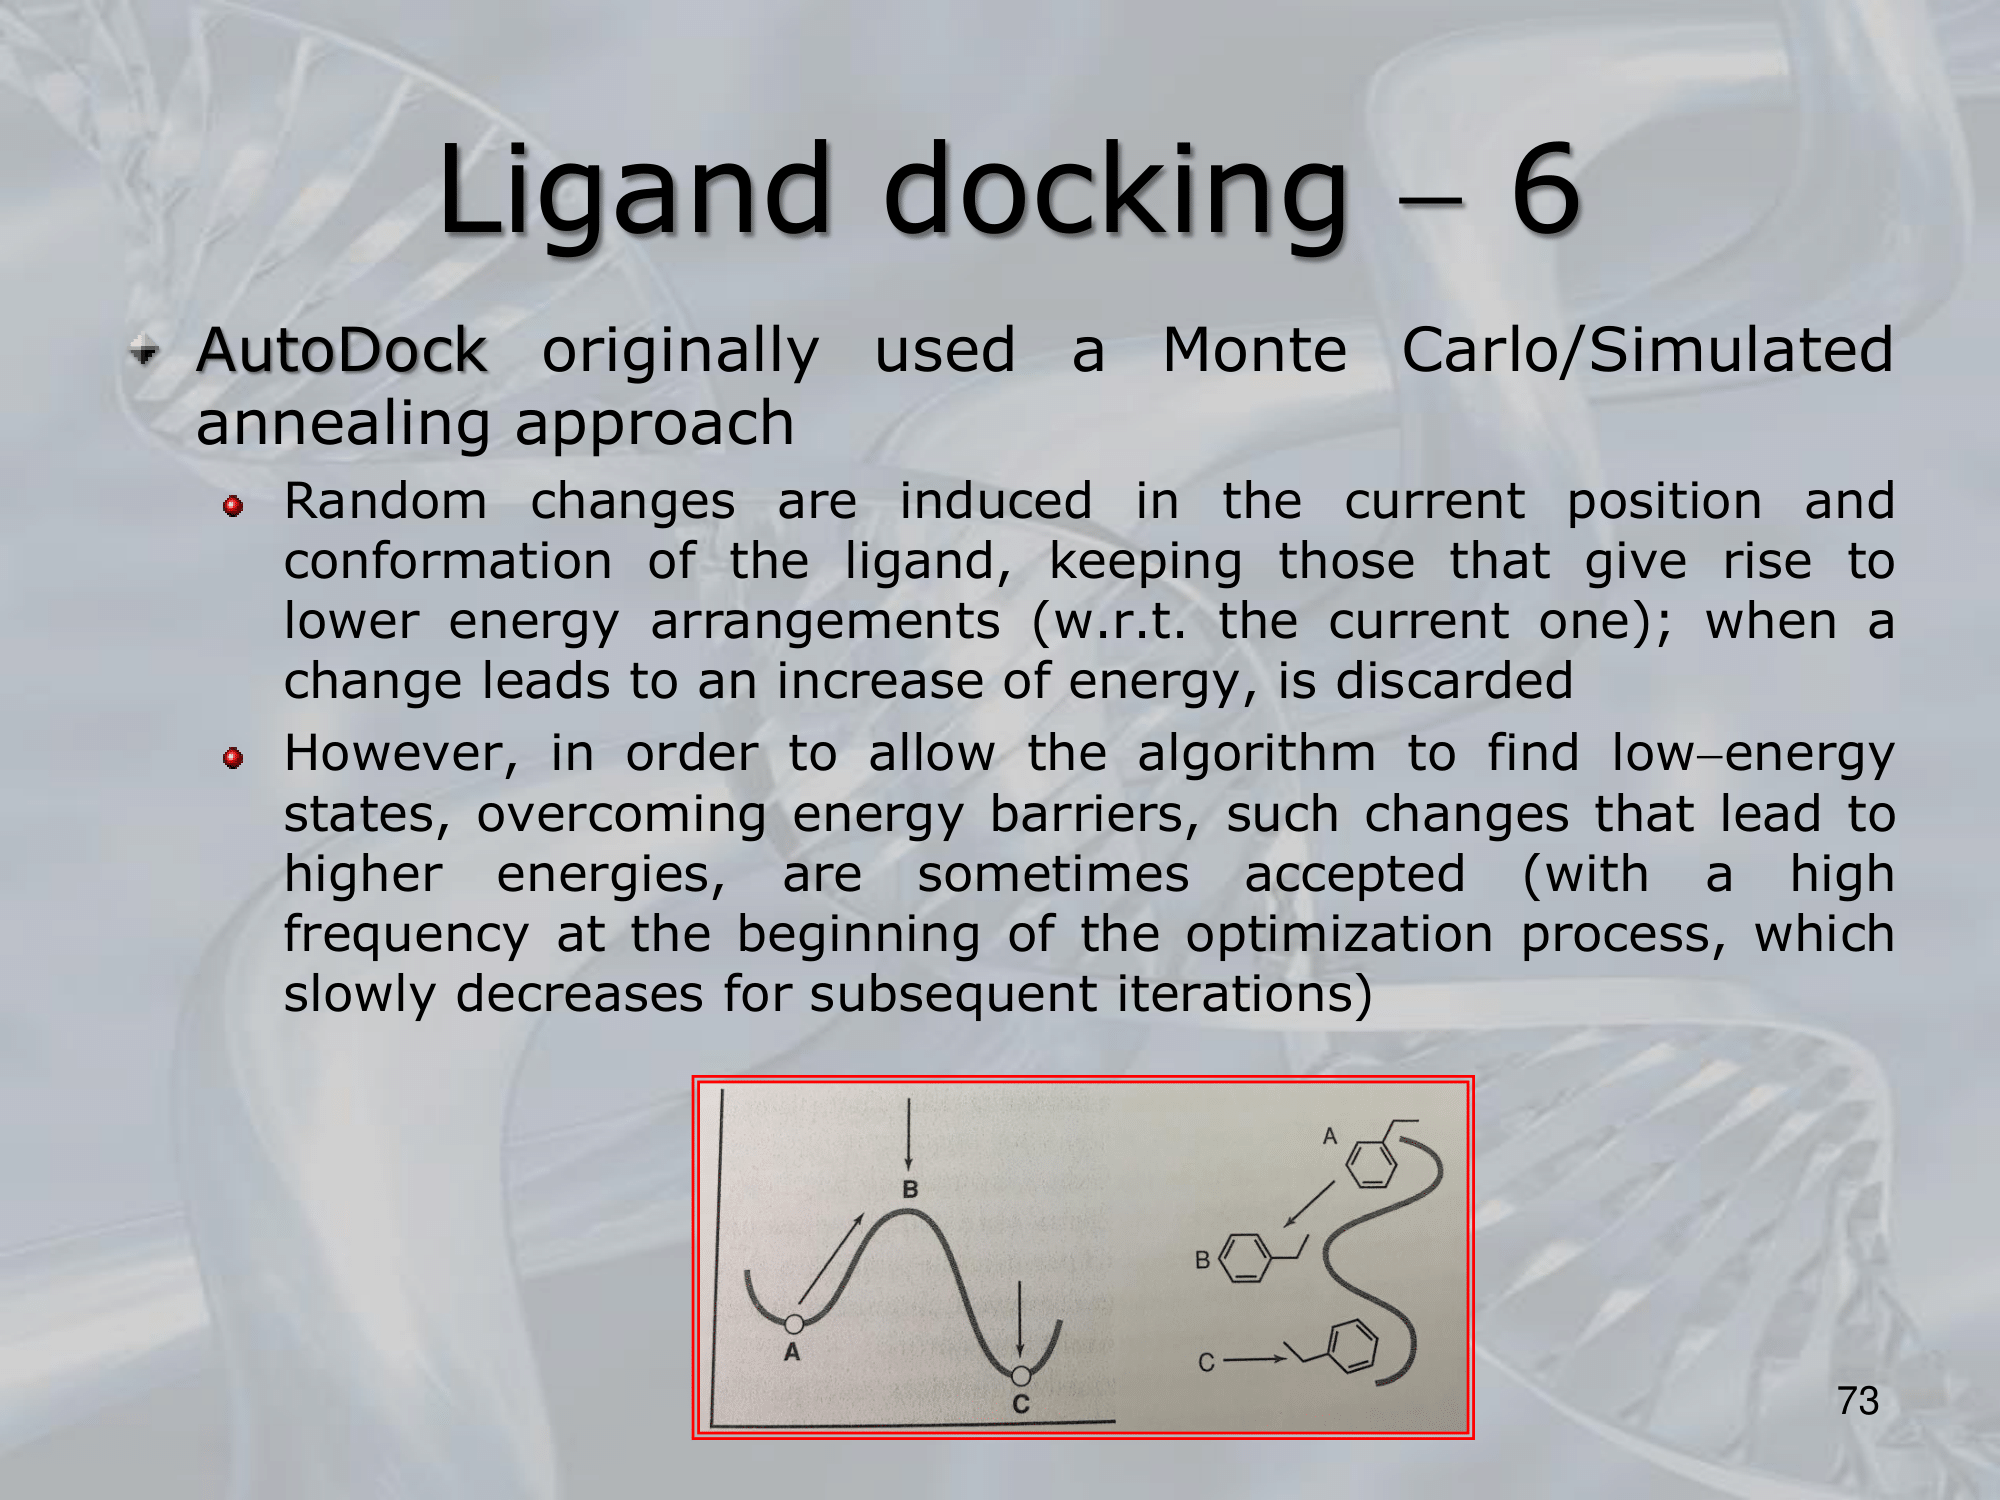 Ligand docking – 6
AutoDock originally used a Monte Carlo/Simulated
annealing approach
Random changes are induced in the current position and
conformation of the ligand, keeping those that give rise to
lower energy arrangements (w.r.t. the current one); when a
change leads to an increase of energy, is discarded
However, in order to allow the algorithm to find low–energy
states, overcoming energy barriers, such changes that lead to
higher energies, are sometimes accepted (with a high
frequency at the beginning of the optimization process, which
slowly decreases for subsequent iterations)
B
A
C
A
B
C
73